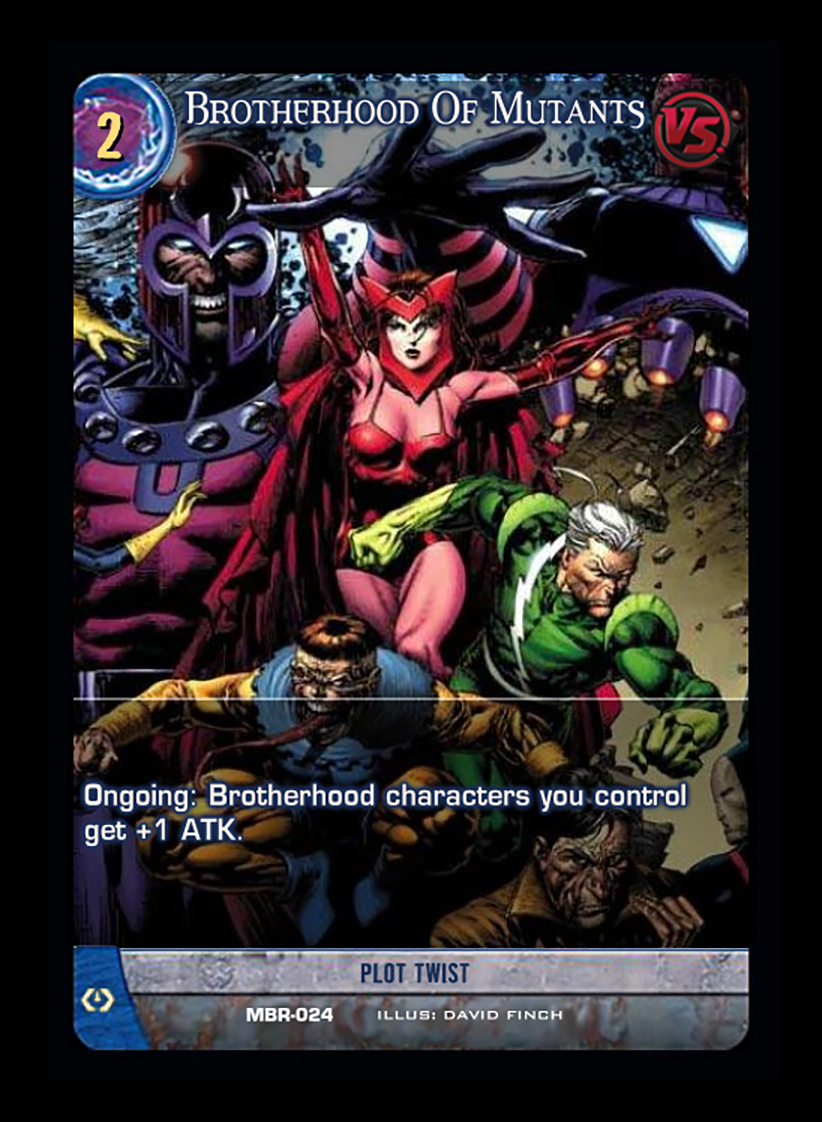 2
BROTHERHOOD OF MUTANTS
VS.
Ongoing: Brotherhood characters you control
get +1 ATK.
PLOT TWIST
MBR-024 ILLUS: DAVID FINCH